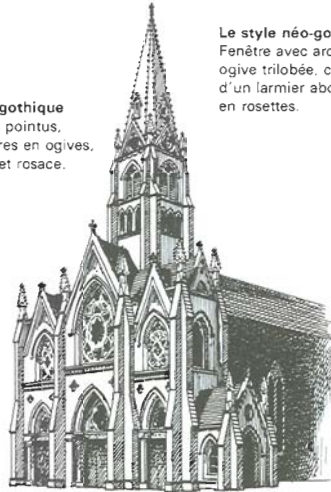 gothique
pointus,
res en ogives,
et rosace.
Le style néo-go
Fenêtre avec arc
ogive trilobée, c
d'un larmier abo
en rosettes.